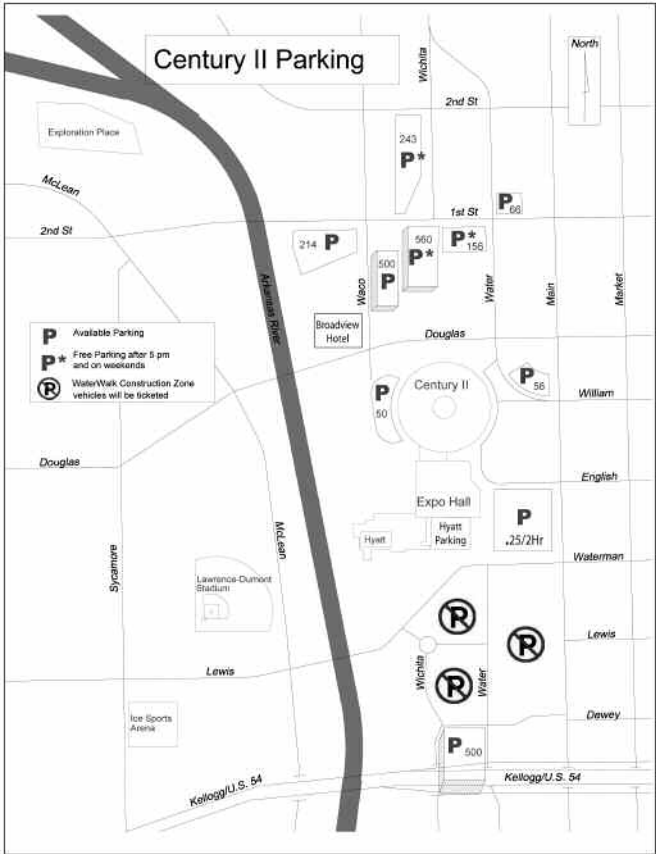 Century II Parking
Wichita
North
2nd St
Exploration Place
243
P*
McLean
P
66
1st St
2nd St
214 P
560
P*
P*
156
500
P
Waco
Water
Main
Market
Arkansas River
Broadview
Hotel
Douglas
P Available Parking
P* Free Parking after 5 pm
and on weekends
P WaterWalk Construction Zone
vehicles will be ticketed
Century II
P
50
P
56
William
Douglas
English
Expo Hall
P
.25/2Hr
Hyatt
Hyatt
Parking
McLean
Waterman
Sycamore
Lawrence-Dumont
Stadium
P
P
Lewis
Lewis
Wichita
P
Water
Ice Sports
Arena
Dewey
P 500
Kellogg/U.S. 54
Kellogg/U.S. 54